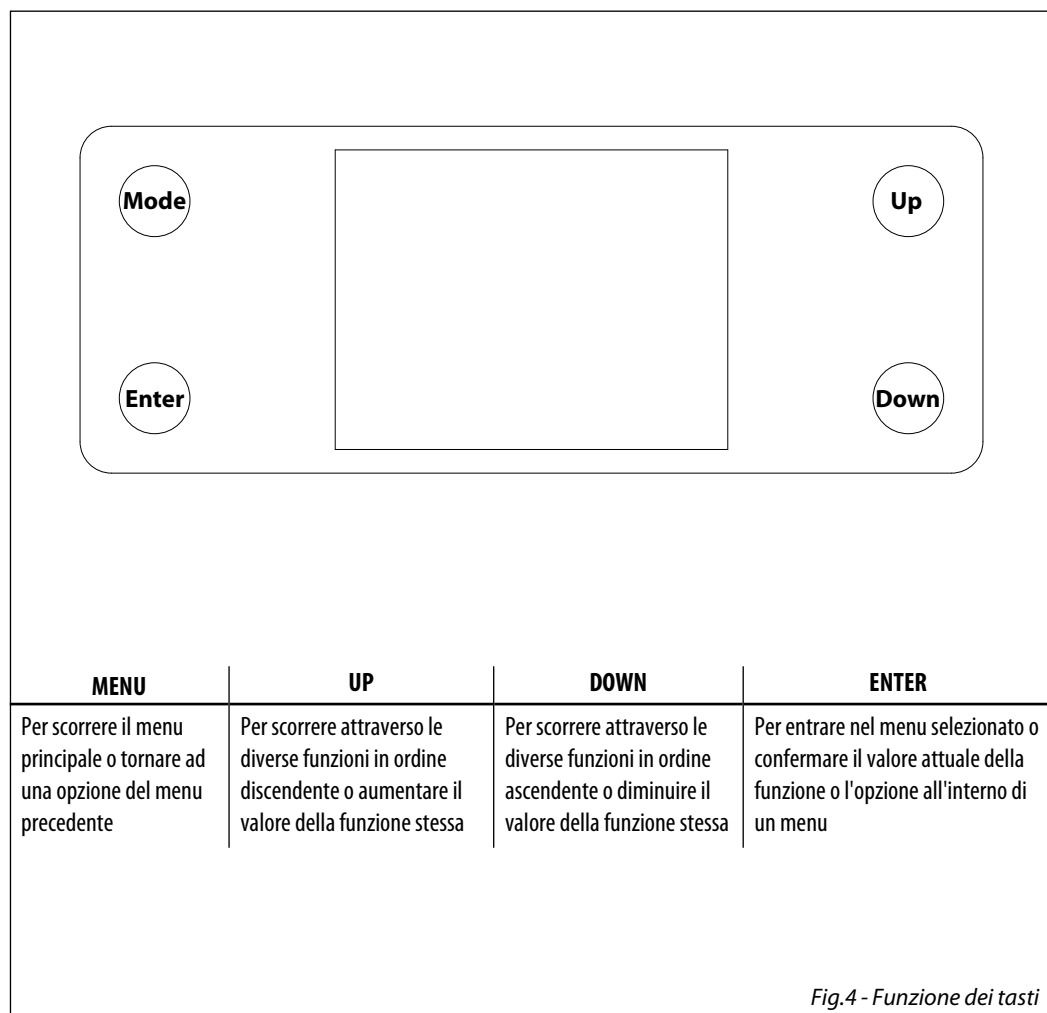 Mode
Up
Enter
Down
MENU
UP
DOWN
ENTER
Per scorrere il menu
principale o tornare ad
una opzione del menu
precedente
Per scorrere attraverso le
diverse funzioni in ordine
discendente o aumentare il
valore della funzione stessa
Per scorrere attraverso le
diverse funzioni in ordine
ascendente o diminuire il
valore della funzione stessa
Per entrare nel menu selezionato o
confermare il valore attuale della
funzione o l'opzione all'interno di
un menu
Fig.4 - Funzione dei tasti